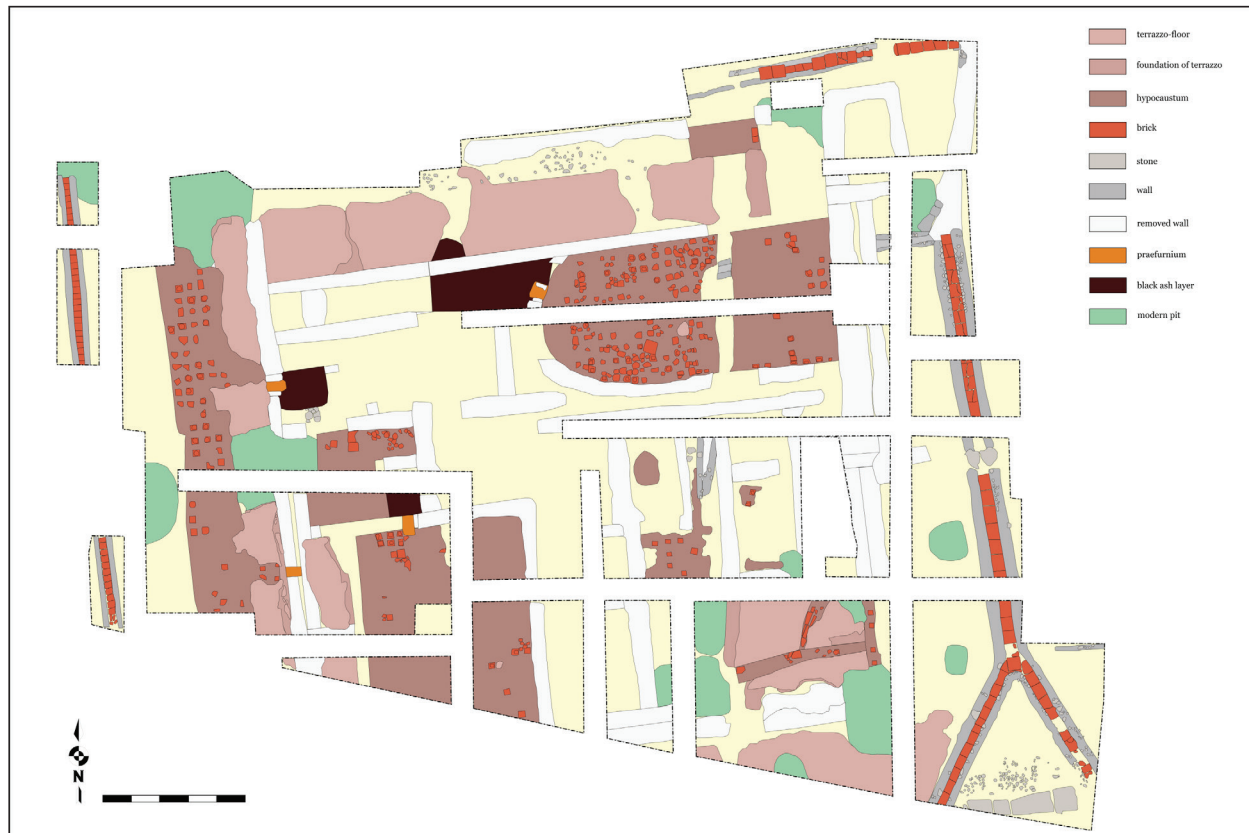 terrazzo-floor
foundation of terrazzo
hypocaustum
brick
stone
wall
removed wall
praefurnium
black ash layer
modern pit
N